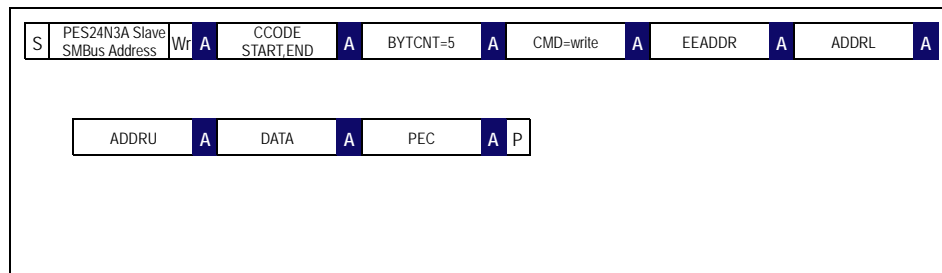 S PES24N3A Slave SMBus Address Wr A CCODE START,END A BYTCNT=5 A CMD=write A EEADDR A ADDRL A
ADDRU A DATA A PEC A P